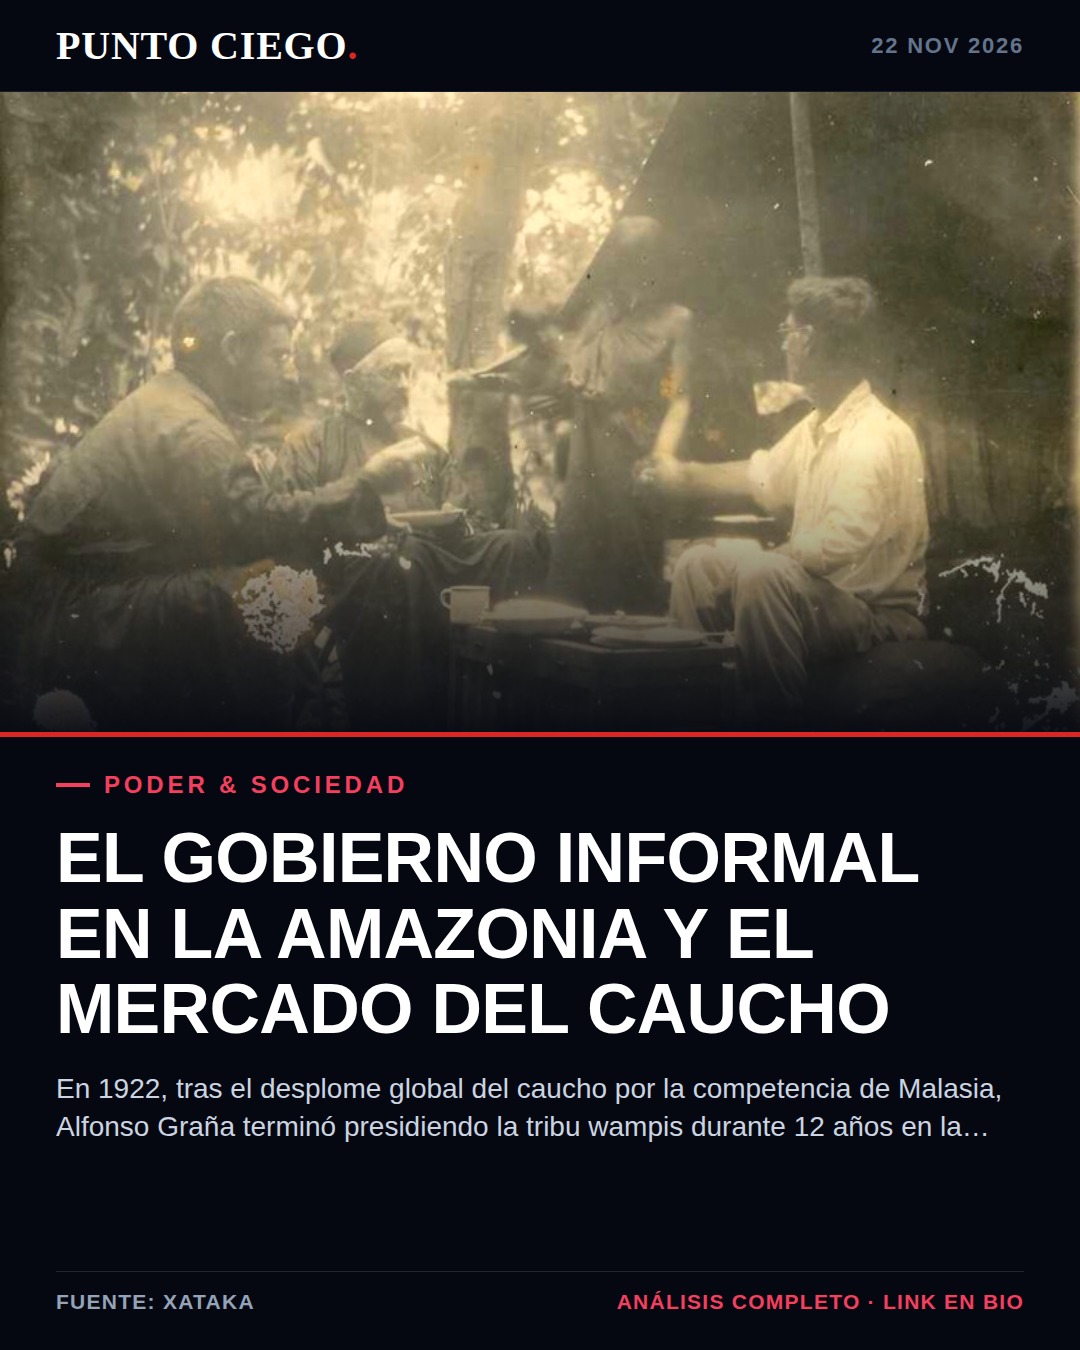 PUNTO CIEGO.
22 NOV 2026
PODER & SOCIEDAD
EL GOBIERNO INFORMAL
EN LA AMAZONIA Y EL
MERCADO DEL CAUCHO
En 1922, tras el desplome global del caucho por la competencia de Malasia,
Alfonso Graña terminó presidiendo la tribu wampis durante 12 años en la…
FUENTE: XATAKA
ANÁLISIS COMPLETO · LINK EN BIO